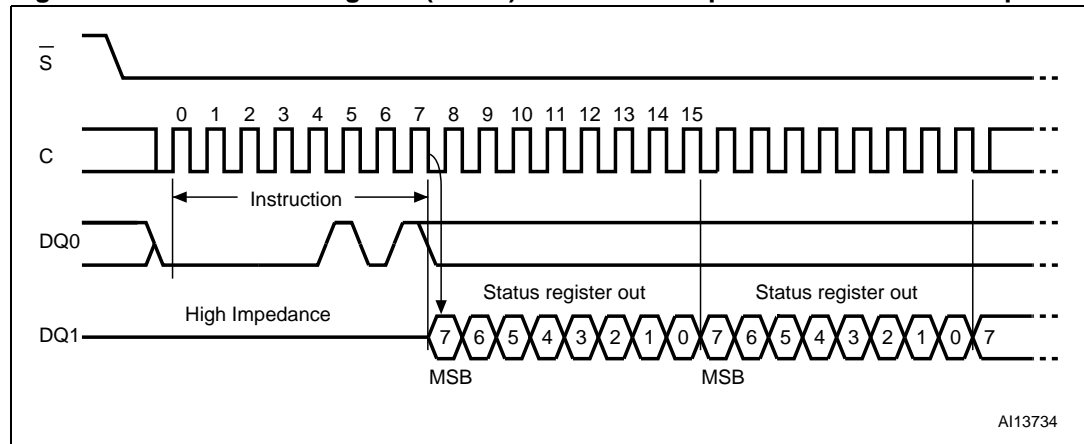 S
0 1 2 3 4 5 6 7 8 9 10 11 12 13 14 15
C
Instruction
DQ0
Status register out Status register out
High Impedance
DQ1 7 6 5 4 3 2 1 0 7 6 5 4 3 2 1 0 7
MSB MSB
AI13734